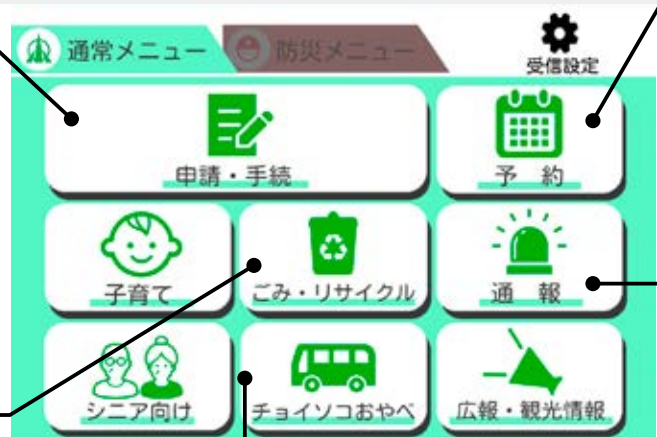 通常メニュー
防災メニュー
受信設定
申請・手続
予 約
子育て
ごみ・リサイクル
通 報
シニア向け
チョイソコおやべ
広報・観光情報